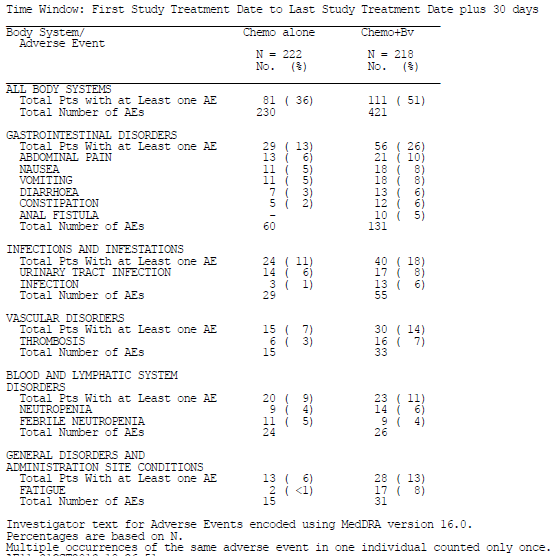 Time Window: First Study Treatment Date to Last Study Treatment Date plus 30 days
Body System/ Chemo alone Chemo+Bv
Adverse Event
N = 222 N = 218
No. (%) No. (%)
ALL BODY SYSTEMS
Total Pts with at Least one AE 81 ( 36) 111 ( 51)
Total Number of AEs 230 421
GASTROINTESTINAL DISORDERS
Total Pts With at Least one AE 29 ( 13) 56 ( 26)
ABDOMINAL PAIN 13 ( 6) 21 ( 10)
NAUSEA 11 ( 5) 18 ( 8)
VOMITING 11 ( 5) 18 ( 8)
DIARRHOEA 7 ( 3) 13 ( 6)
CONSTIPATION 5 ( 2) 12 ( 6)
ANAL FISTULA - 10 ( 5)
Total Number of AEs 60 131
INFECTIONS AND INFESTATIONS
Total Pts With at Least one AE 24 ( 11) 40 ( 18)
URINARY TRACT INFECTION 14 ( 6) 17 ( 8)
INFECTION 3 ( 1) 13 ( 6)
Total Number of AEs 29 55
VASCULAR DISORDERS
Total Pts With at Least one AE 15 ( 7) 30 ( 14)
THROMBOSIS 6 ( 3) 16 ( 7)
Total Number of AEs 15 33
BLOOD AND LYMPHATIC SYSTEM
DISORDERS
Total Pts With at Least one AE 20 ( 9) 23 ( 11)
NEUTROPENIA 9 ( 4) 14 ( 6)
FEBRILE NEUTROPENIA 11 ( 5) 9 ( 4)
Total Number of AEs 24 26
GENERAL DISORDERS AND
ADMINISTRATION SITE CONDITIONS
Total Pts With at Least one AE 13 ( 6) 28 ( 13)
FATIGUE 2 ( <1) 17 ( 8)
Total Number of AEs 15 31
Investigator text for Adverse Events encoded using MedDRA version 16.0.
Percentages are based on N.
Multiple occurrences of the same adverse event in one individual counted only once.